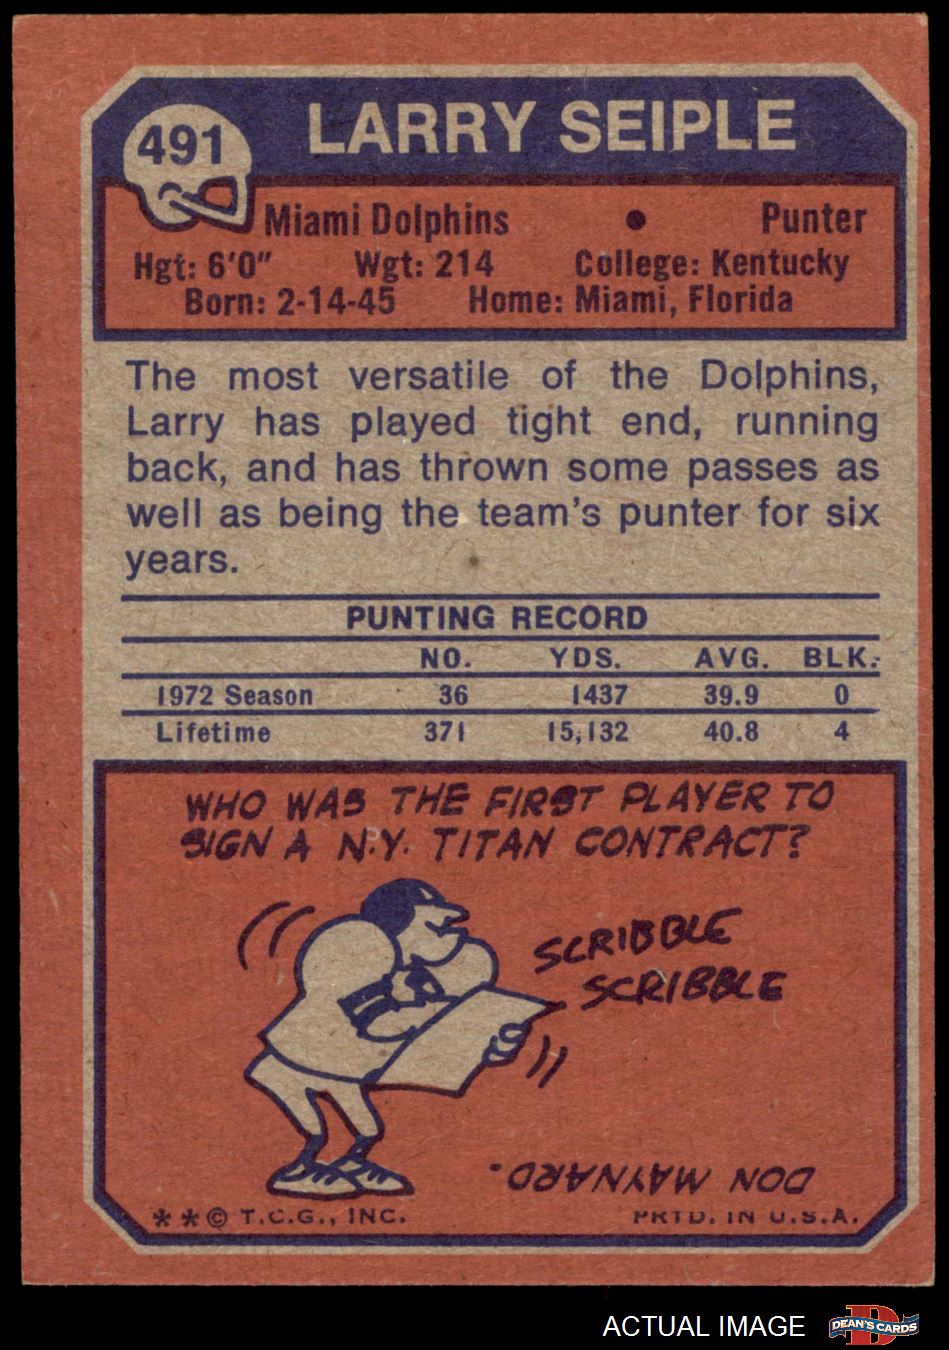 491
LARRY SEIPLE
Miami Dolphins • Punter
Hgt: 6'0" Wgt: 214 College: Kentucky
Born: 2-14-45 Home: Miami, Florida
The most versatile of the Dolphins,
Larry has played tight end, running
back, and has thrown some passes as
well as being the team's punter for six
years.
PUNTING RECORD
NO. YDS. AVG. BLK.
1972 Season 36 1437 39.9 0
Lifetime 371 15,132 40.8 4
WHO WAS THE FIRST PLAYER TO
SIGN A N.Y. TITAN CONTRACT?
SCRIBBLE
SCRIBBLE
DON MAYNARD.
**© T.C.G., INC. PRTD. IN U.S.A.
ACTUAL IMAGE
D
DEAN'S CARDS